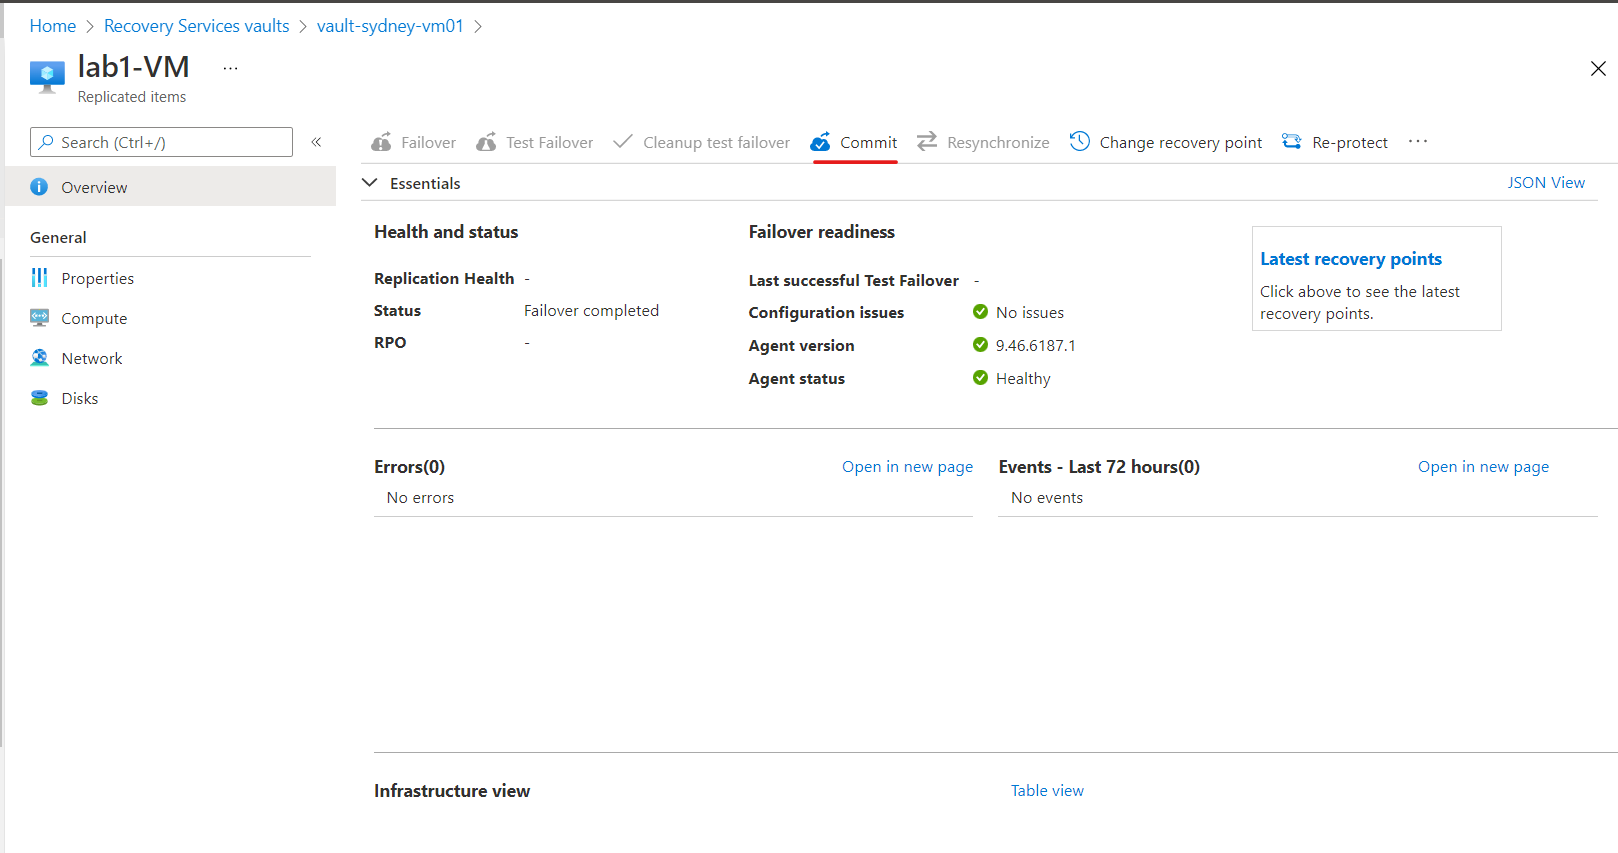 Home > Recovery Services vaults > vault-sydney-vm01 >
lab1-VM ...
Replicated items
Search (Ctrl+/) «
Failover Test Failover Cleanup test failover Commit Resynchronize Change recovery point Re-protect ...
Overview
General
Properties
Compute
Network
Disks
Essentials JSON View
Health and status
Replication Health -
Status Failover completed
RPO -
Failover readiness
Last successful Test Failover -
Configuration issues No issues
Agent version 9.46.6187.1
Agent status Healthy
Latest recovery points
Click above to see the latest
recovery points.
Errors(0) Open in new page
No errors
Events - Last 72 hours(0) Open in new page
No events
Infrastructure view Table view